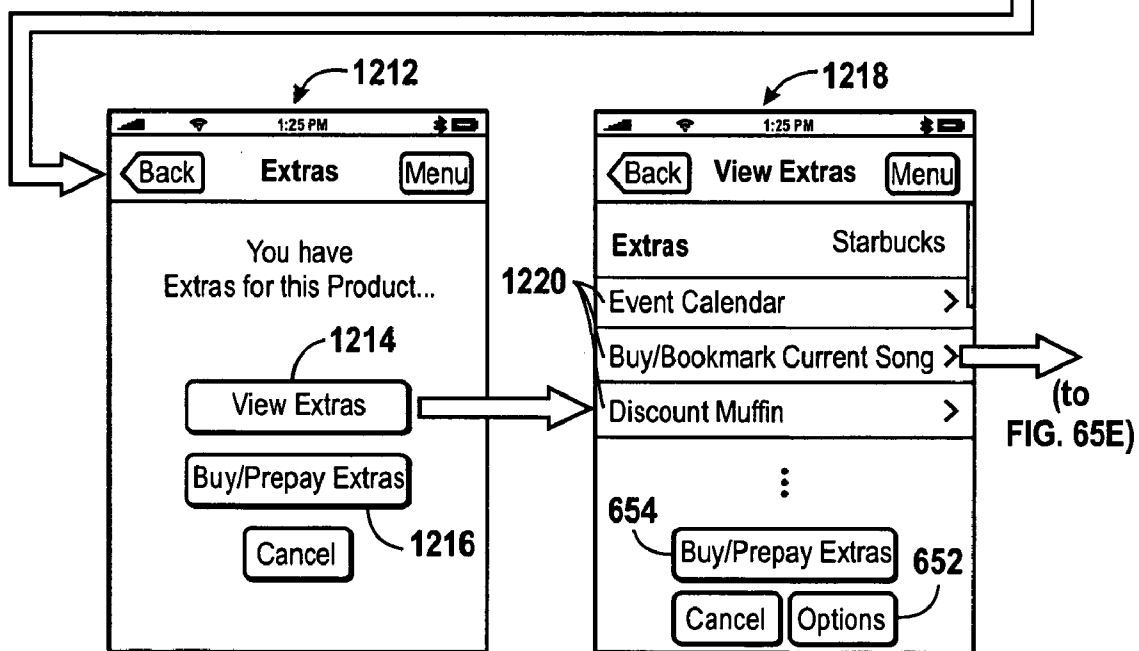 1212
1:25 PM
Back
Extras
Menu
You have
Extras for this Product...
1214
View Extras
Buy/Prepay Extras
1216
Cancel
1218
1:25 PM
Back
View Extras
Menu
Extras
Starbucks
1220
Event Calendar
Buy/Bookmark Current Song
Discount Muffin
(to
FIG. 65E)
654
Buy/Prepay Extras
652
Cancel
Options